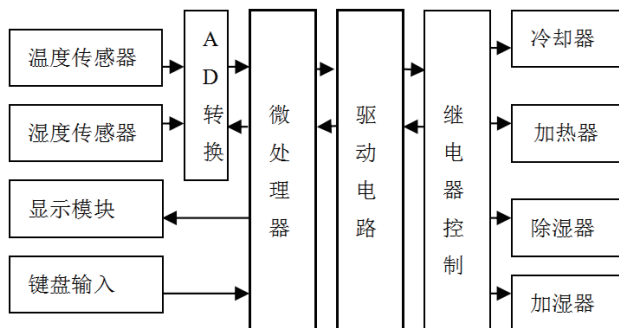 温度传感器
湿度传感器
显示模块
键盘输入
AD转换
微处理器
驱动电路
继电器控制
冷却器
加热器
除湿器
加湿器